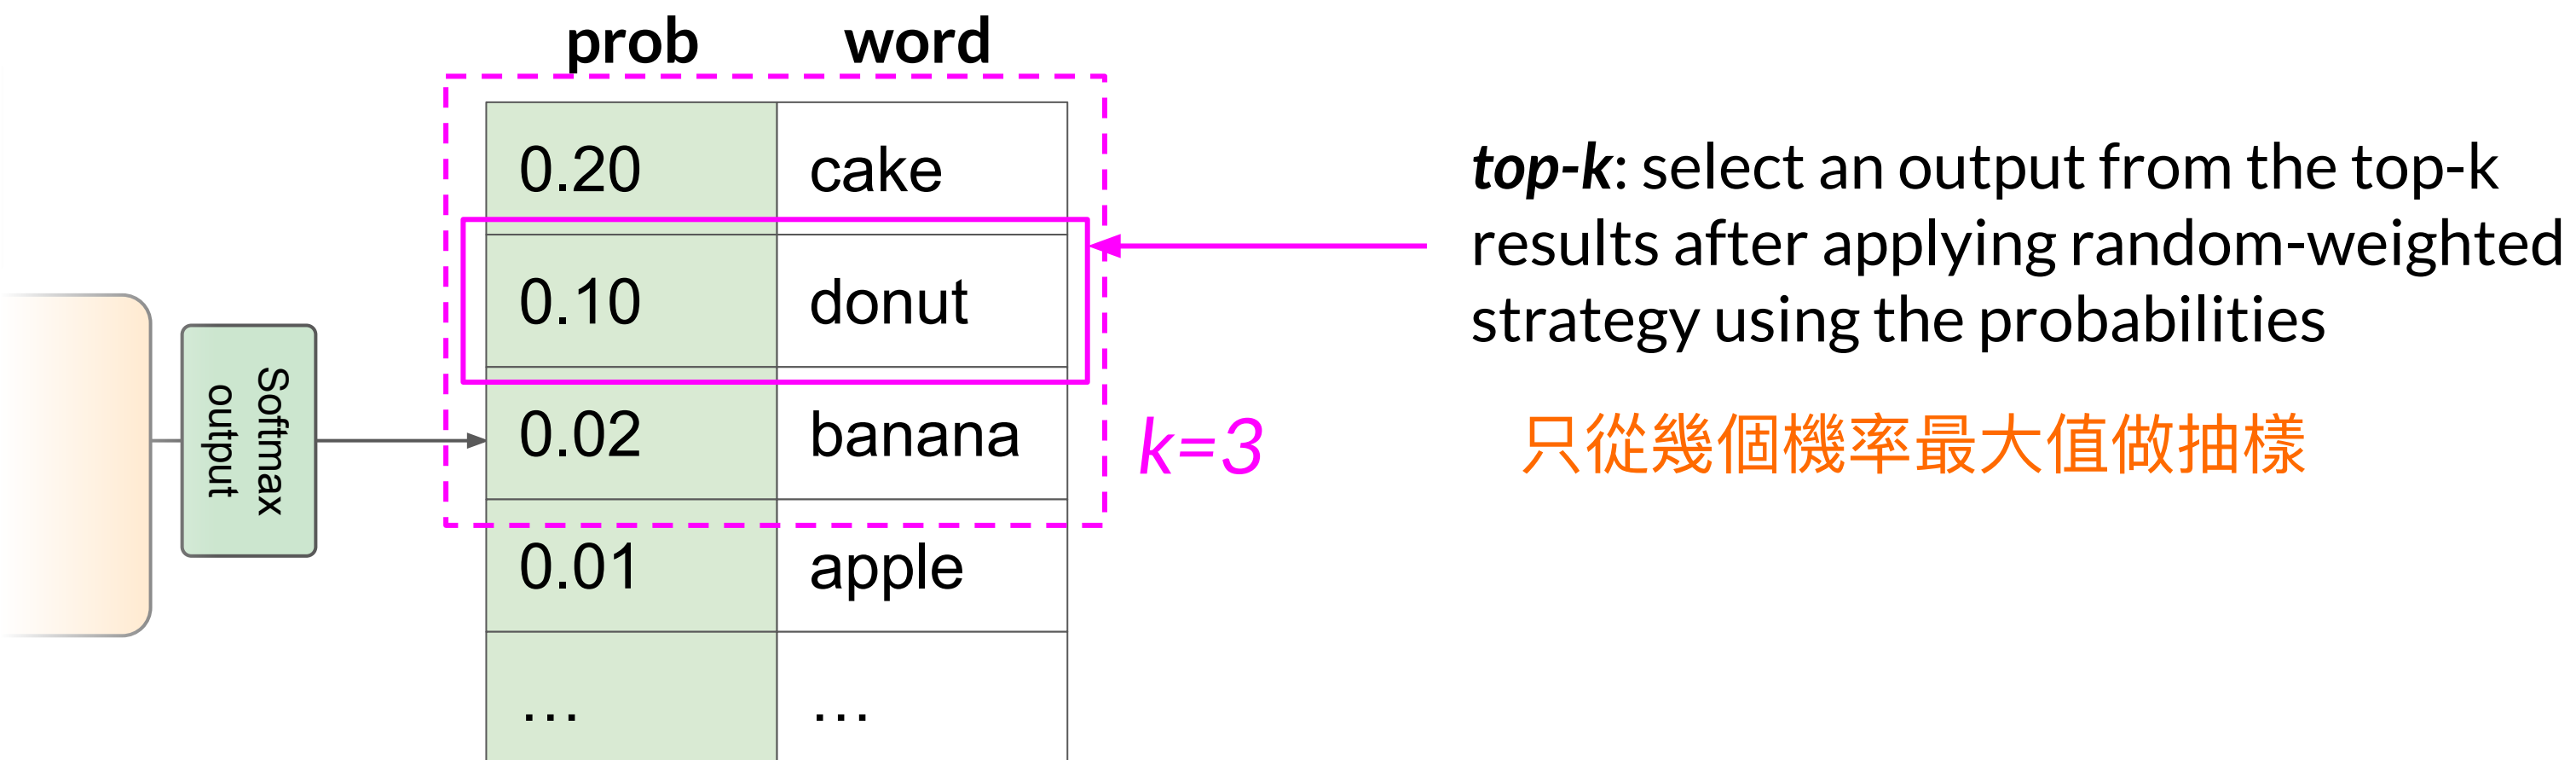 prob word
0.20 cake
0.10 donut
0.02 banana
0.01 apple
… …
Softmax
output
k=3
top-k: select an output from the top-k
results after applying random-weighted
strategy using the probabilities
只從幾個機率最大值做抽樣